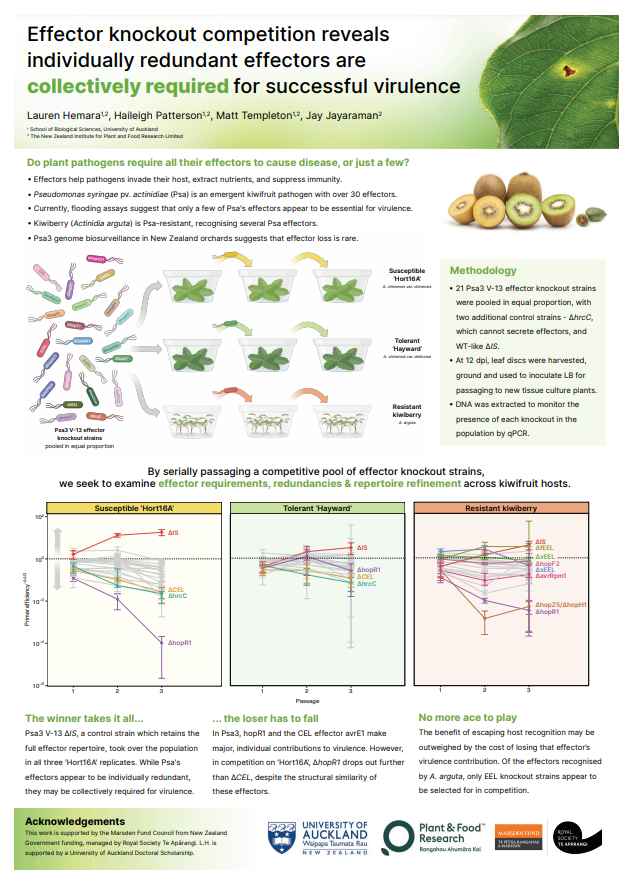 Effector knockout competition reveals
individually redundant effectors are
collectively required for successful virulence
Lauren Hemara1,2, Haileigh Patterson1,2, Matt Templeton1,2, Jay Jayaraman2
1 School of Biological Sciences, University of Auckland
2 The New Zealand Institute for Plant and Food Research Limited
Do plant pathogens require all their effectors to cause disease, or just a few?
• Effectors help pathogens invade their host, extract nutrients, and suppress immunity.
• Pseudomonas syringae pv. actinidiae (Psa) is an emergent kiwifruit pathogen with over 30 effectors.
• Currently, flooding assays suggest that only a few of Psa's effectors appear to be essential for virulence.
• Kiwiberry (Actinidia arguta) is Psa-resistant, recognising several Psa effectors.
• Psa3 genome biosurveillance in New Zealand orchards suggests that effector loss is rare.
Susceptible
'Hort16A'
A. chinensis var. chinensis
Tolerant
'Hayward'
A. chinensis var. deliciosa
Resistant
kiwiberry
A. arguta
Psa3 V-13 effector
knockout strains
pooled in equal proportion
Methodology
• 21 Psa3 V-13 effector knockout strains
were pooled in equal proportion, with
two additional control strains - ΔhrcC,
which cannot secrete effectors, and
WT-like ΔIS.
• At 12 dpi, leaf discs were harvested,
ground and used to inoculate LB for
passaging to new tissue culture plants.
• DNA was extracted to monitor the
presence of each knockout in the
population by qPCR.
By serially passaging a competitive pool of effector knockout strains,
we seek to examine effector requirements, redundancies & repertoire refinement across kiwifruit hosts.
Susceptible 'Hort16A'
Tolerant 'Hayward'
Resistant kiwiberry
Primer efficiency
10²
10⁰
10⁻²
10⁻⁴
10⁻⁶
ΔIS
ΔCEL
ΔhrcC
ΔhopR1
ΔIS
ΔhopR1
ΔCEL
ΔhrcC
ΔIS
ΔfEEL
ΔxEEL
ΔhopF2
ΔsEEL
ΔavrRpm1
ΔhopZ5/ΔhopH1
ΔhopR1
1 2 3
1 2 3
1 2 3
Passage
The winner takes it all...
Psa3 V-13 ΔIS, a control strain which retains the
full effector repertoire, took over the population
in all three 'Hort16A' replicates. While Psa's
effectors appear to be individually redundant,
they may be collectively required for virulence.
... the loser has to fall
In Psa3, hopR1 and the CEL effector avrE1 make
major, individual contributions to virulence. However,
in competition on 'Hort16A', ΔhopR1 drops out further
than ΔCEL, despite the structural similarity of
these effectors.
No more ace to play
The benefit of escaping host recognition may be
outweighed by the cost of losing that effector's
virulence contribution. Of the effectors recognised
by A. arguta, only EEL knockout strains appear to
be selected for in competition.
Acknowledgements
This work is supported by the Marsden Fund Council from New Zealand
Government funding, managed by Royal Society Te Apārangi. L.H. is
supported by a University of Auckland Doctoral Scholarship.
UNIVERSITY OF
AUCKLAND
Waipapa Taumata Rau
NEW ZEALAND
Plant & Food™
Research
Rangahau Ahumāra Kai
MARSDEN FUND
TE PŪTEA RANGAHAU
A MARSDEN
ROYAL
SOCIETY
TE APĀRANGI